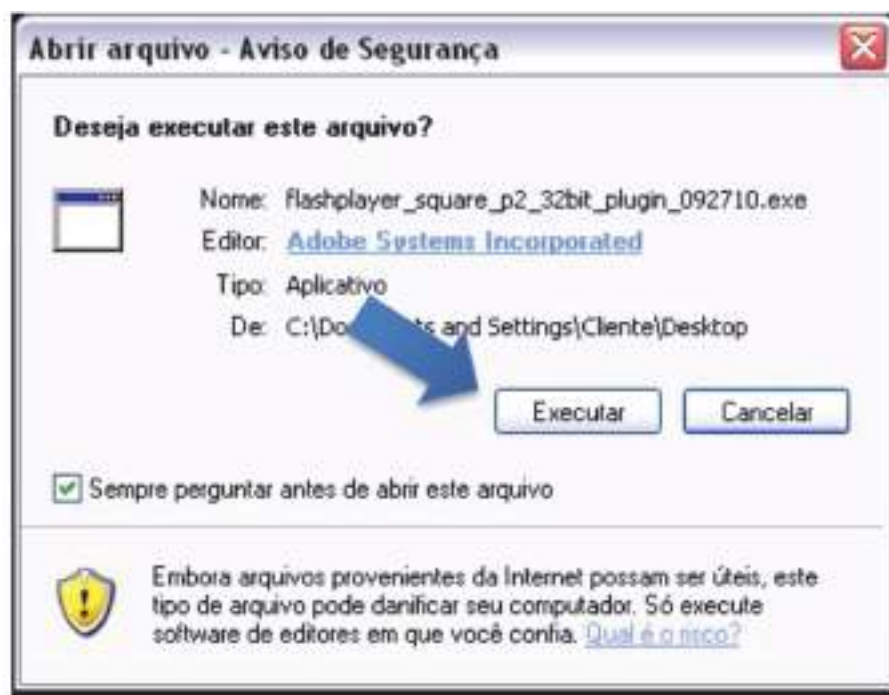 Abrir arquivo - Aviso de Segurança
Deseja executar este arquivo?
Nome: flashplayer_square_p2_32bit_plugin_092710.exe
Editor: Adobe Systems Incorporated
Tipo: Aplicativo
De: C:\Do ts and Settings\Cliente\Desktop
Executar Cancelar
Sempre perguntar antes de abrir este arquivo
Embora arquivos provenientes da Internet possam ser úteis, este
tipo de arquivo pode danificar seu computador. Só execute
software de editores em que você confia. Qual é o risco?